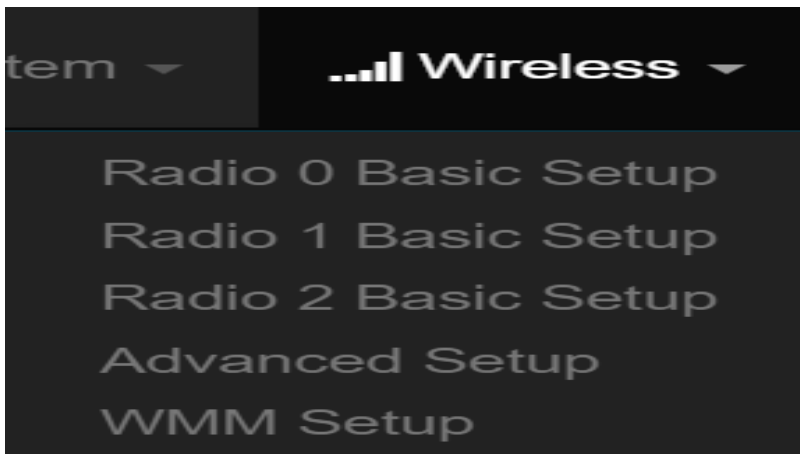 tem Wireless
Radio 0 Basic Setup
Radio 1 Basic Setup
Radio 2 Basic Setup
Advanced Setup
WMM Setup